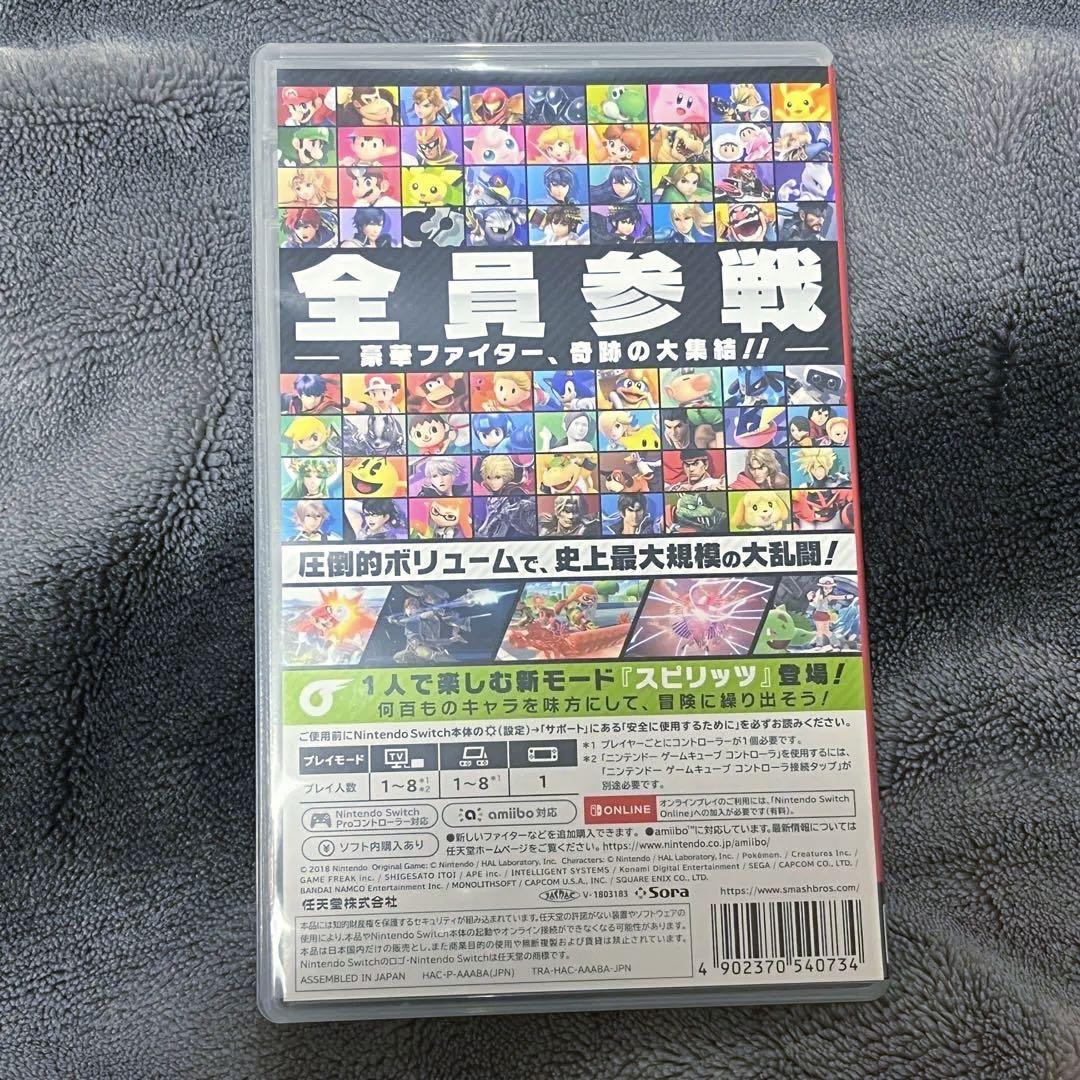 全員参戦
豪華ファイター、奇跡の大集結!!
圧倒的ボリュームで、史上最大規模の大乱闘!
1人で楽しむ新モード『スピリッツ』登場!
何百ものキャラを味方にして、冒険に繰り出そう!
ご使用前にNintendo Switch本体の(設定)→「サポート」にある「安全に使用するために」を必ずお読みください。
プレイモード TV
プレイ人数 1~8 *1 *2 1~8 *1 1
*1 プレイヤーごとにコントローラーが1個必要です。
*2 「ニンテンドー ゲームキューブ コントローラ」を使用するには、
「ニンテンドー ゲームキューブ コントローラ接続タップ」が
別途必要です。
Nintendo Switch
Proコントローラー対応
amiibo 対応
ONLINE
オンラインプレイのご利用には、「Nintendo Switch
Online」への加入が必要です(有料)。
¥ ソフト内購入あり
●新しいファイターなどを追加購入できます。 ●amiibo™に対応しています。最新情報については
任天堂ホームページをご覧ください。https://www.nintendo.co.jp/amiibo/
© 2018 Nintendo Original Game: © Nintendo / HAL Laboratory, Inc. Characters: © Nintendo / HAL Laboratory, Inc. / Pokémon. / Creatures Inc. /
GAME FREAK inc. / SHIGESATO ITOI / APE inc. / INTELLIGENT SYSTEMS / Konami Digital Entertainment / SEGA / CAPCOM CO., LTD. /
BANDAI NAMCO Entertainment Inc. / MONOLITHSOFT / CAPCOM U.S.A., INC. / SQUARE ENIX CO., LTD.
任天堂株式会社
V-1803183 Sora
https://www.smashbros.com/
本品には知的財産権を保護するセキュリティが組み込まれています。任天堂の許諾がない装置やソフトウェアの
使用により、本品やNintendo Switch本体の起動やオンライン接続ができなくなる可能性があります。
本品は日本国内だけの販売とし、また商業目的の使用や無断複製および賃貸は禁止されています。
Nintendo Switchのロゴ・Nintendo Switchは任天堂の商標です。
ASSEMBLED IN JAPAN HAC-P-AAABA(JPN) TRA-HAC-AAABA-JPN
4 902370 540734